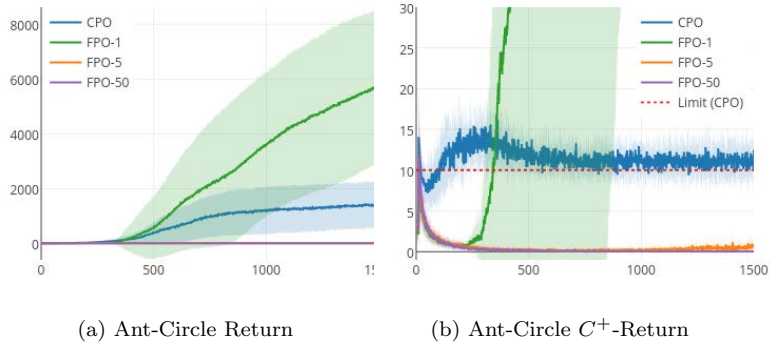 8000
6000
4000
2000
0
0
500
1000
CPO
FPO-1
FPO-5
FPO-50
30
25
20
15
10
5
0
0
500
1000
1500
CPO
FPO-1
FPO-5
FPO-50
Limit (CPO)
(a) Ant-Circle Return
(b) Ant-Circle C⁺-Return